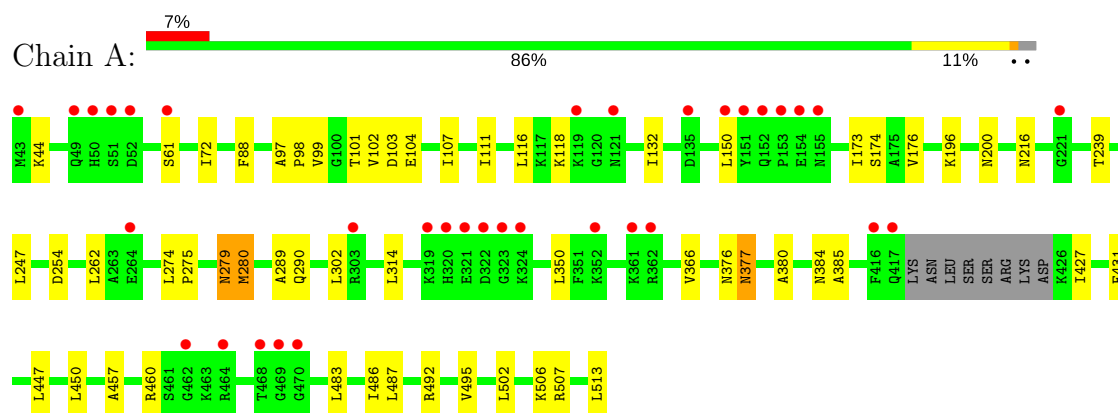 7%
Chain A:
86% 11% • •
M43 K44 Q49 H50 S51 D52 S61 I72 F88 A97 P98 V99 G100 T101 V102 D103 E104 I107 I111 L116 K117 K118 K119 G120 N121 I132 D135 L150 Y151 Q152 P153 E154 N155 I173 S174 A175 V176 K196 N200 N216 G221 T239
L247 D254 L262 A263 E264 L274 P275 N279 M280 A289 Q290 L302 R303 L314 K319 H320 E321 D322 G323 K324 L350 F351 K352 K361 R362 V366 N376 N377 A380 N384 A385 F416 Q417 LYS ASN LEU SER SER ARG LYS ASP K426 I427
L447 L450 A457 R460 S461 G462 K463 R464 T468 G469 G470 L483 I486 L487 R492 V495 L502 K506 R507 L513